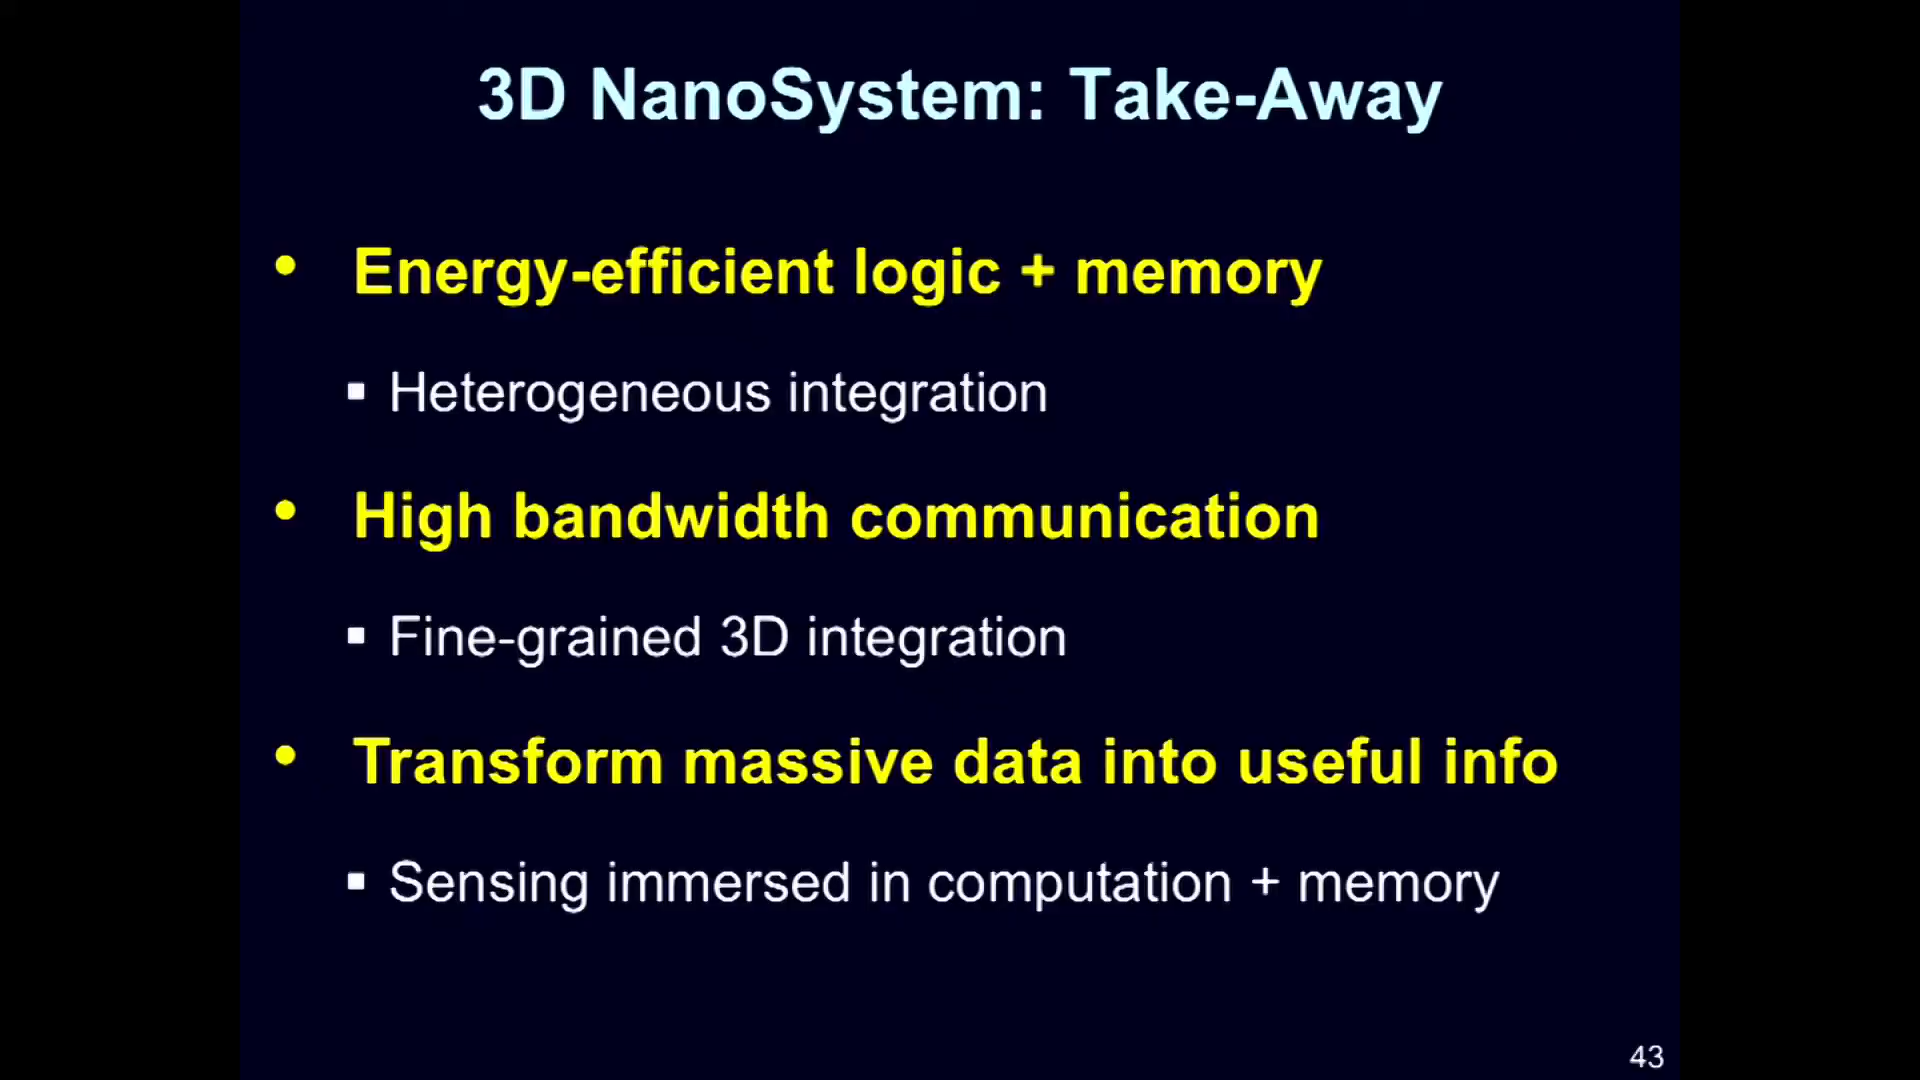 3D NanoSystem: Take-Away
• Energy-efficient logic + memory
▪ Heterogeneous integration
• High bandwidth communication
▪ Fine-grained 3D integration
• Transform massive data into useful info
▪ Sensing immersed in computation + memory
43